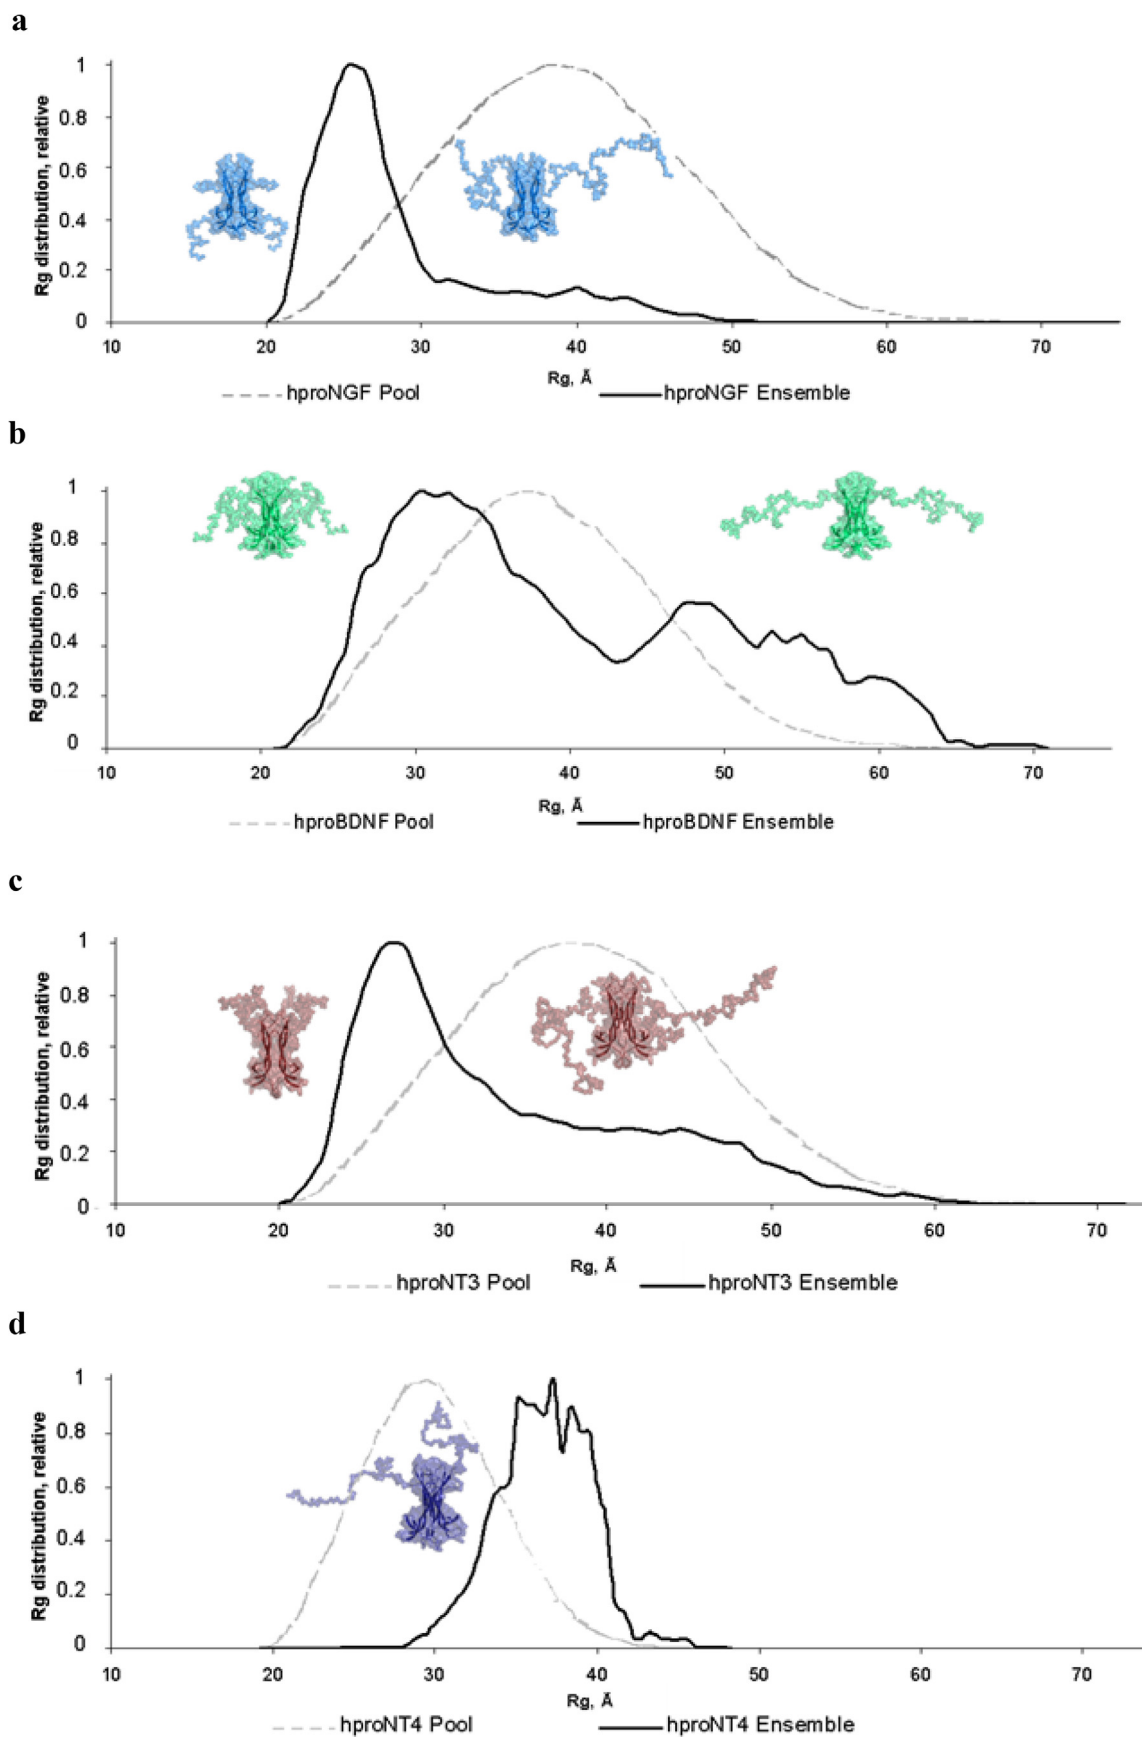 a
Rg distribution, relative
1
0.8
0.6
0.4
0.2
0
10 20 30 40 50 60 70
Rg, Å
hproNGF Pool hproNGF Ensemble
b
Rg distribution, relative
1
0.8
0.6
0.4
0.2
0
10 20 30 40 50 60 70
Rg, Å
hproBDNF Pool hproBDNF Ensemble
c
Rg distribution, relative
1
0.8
0.6
0.4
0.2
0
10 20 30 40 50 60 70
Rg, Å
hproNT3 Pool hproNT3 Ensemble
d
Rg distribution, relative
1
0.8
0.6
0.4
0.2
0
10 20 30 40 50 60 70
Rg, Å
hproNT4 Pool hproNT4 Ensemble